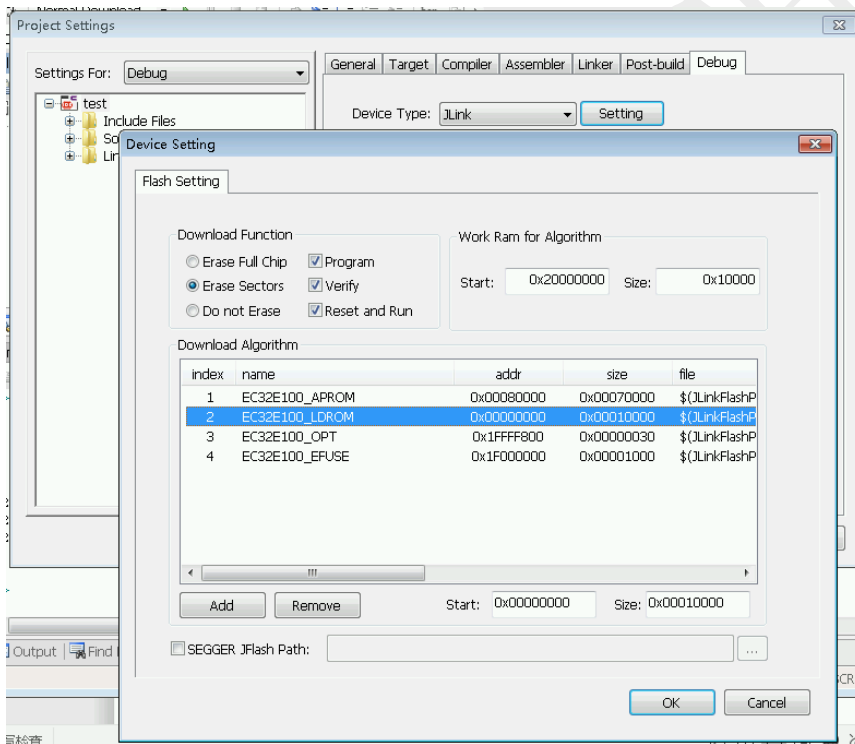 Normal Download
Project Settings
Settings For: Debug
General Target Compiler Assembler Linker Post-build Debug
test
Include Files
Device Type: JLink Setting
Device Setting
Flash Setting
Download Function
Work Ram for Algorithm
Erase Full Chip Program
Erase Sectors Verify
Start: 0x20000000 Size: 0x10000
Do not Erase Reset and Run
Download Algorithm
index name addr size file
1 EC32E100_APROM 0x00080000 0x00070000 $(JLinkFlashP
2 EC32E100_LDROM 0x00000000 0x00010000 $(JLinkFlashP
3 EC32E100_OPT 0x1FFFF800 0x00000030 $(JLinkFlashP
4 EC32E100_EFUSE 0x1F000000 0x00001000 $(JLinkFlashP
Add Remove Start: 0x00000000 Size: 0x00010000
Output Find
SEGGER JFlash Path: ...
OK Cancel